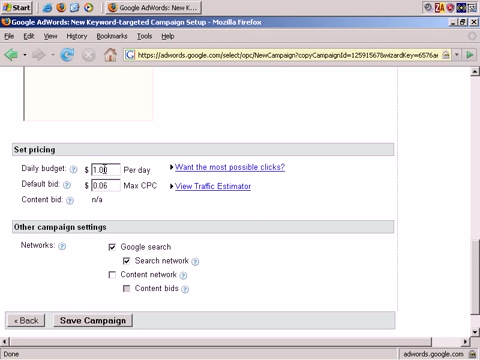 Start
Google AdWords: New K...
Google AdWords: New Keyword-targeted Campaign Setup - Mozilla Firefox
File Edit View History Bookmarks Tools Help
https://adwords.google.com/select/opc/NewCampaign?copyCampaignId=12591567&wizardKey=6576a
Set pricing
Daily budget: ? $ 1.00 Per day
Want the most possible clicks?
Default bid: ? $ 0.06 Max CPC
View Traffic Estimator
Content bid: n/a
Other campaign settings
Networks: ? Google search
Search network ?
Content network ?
Content bids ?
« Back Save Campaign
Done adwords.google.com